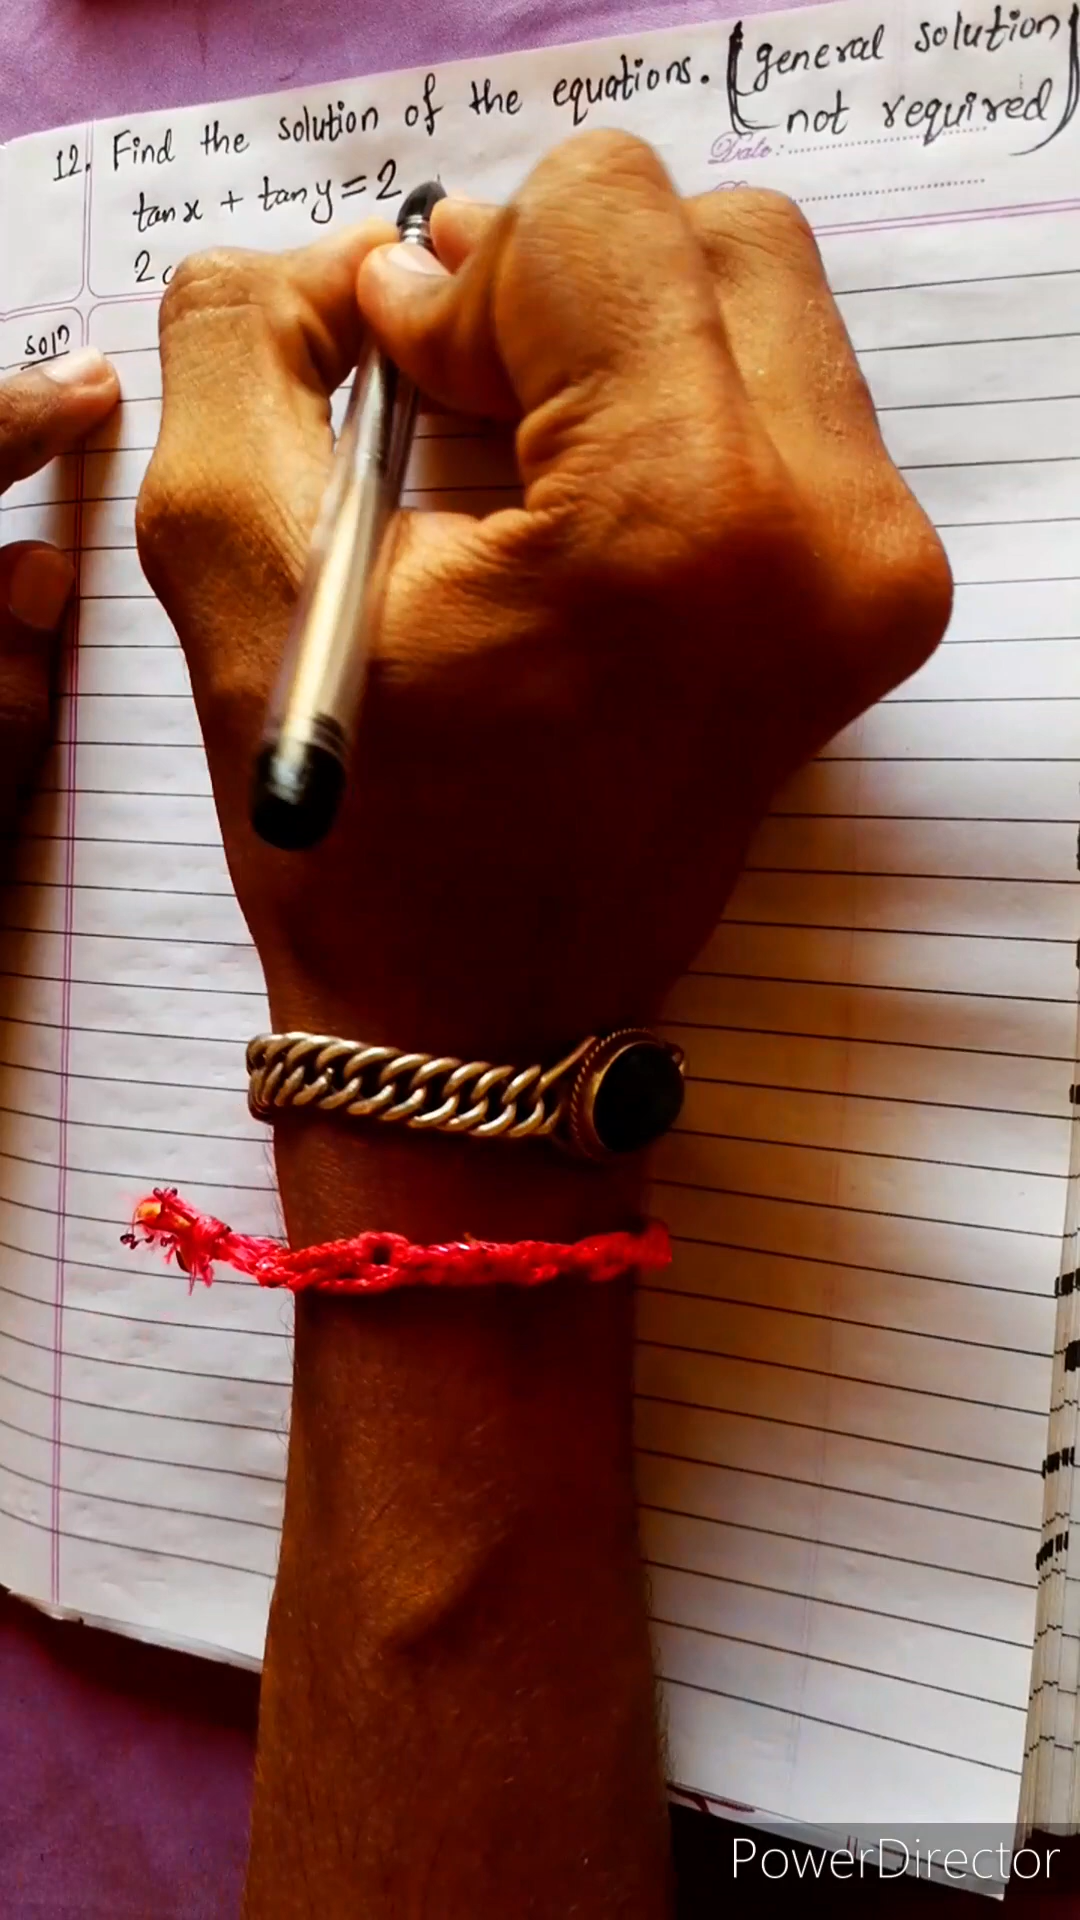 12. Find the solution of the equations. (general solution
not required)
Date:
tan x + tan y = 2
2
Soln
PowerDirector